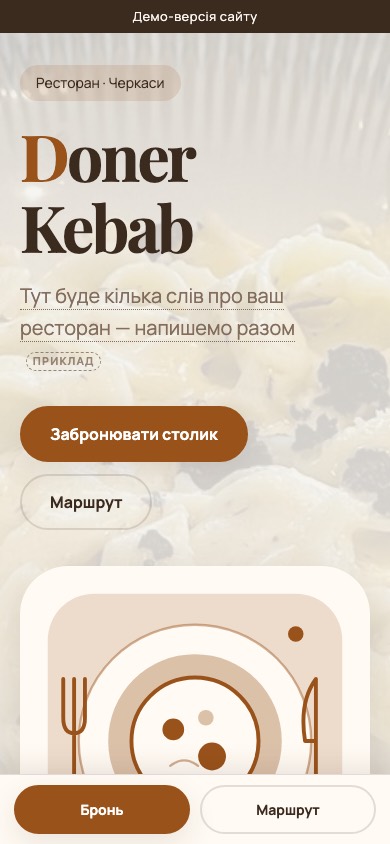 Демо-версія сайту
Ресторан · Черкаси
Doner
Kebab
Тут буде кілька слів про ваш
ресторан — напишемо разом
ПРИКЛАД
Забронювати столик
Маршрут
Бронь
Маршрут